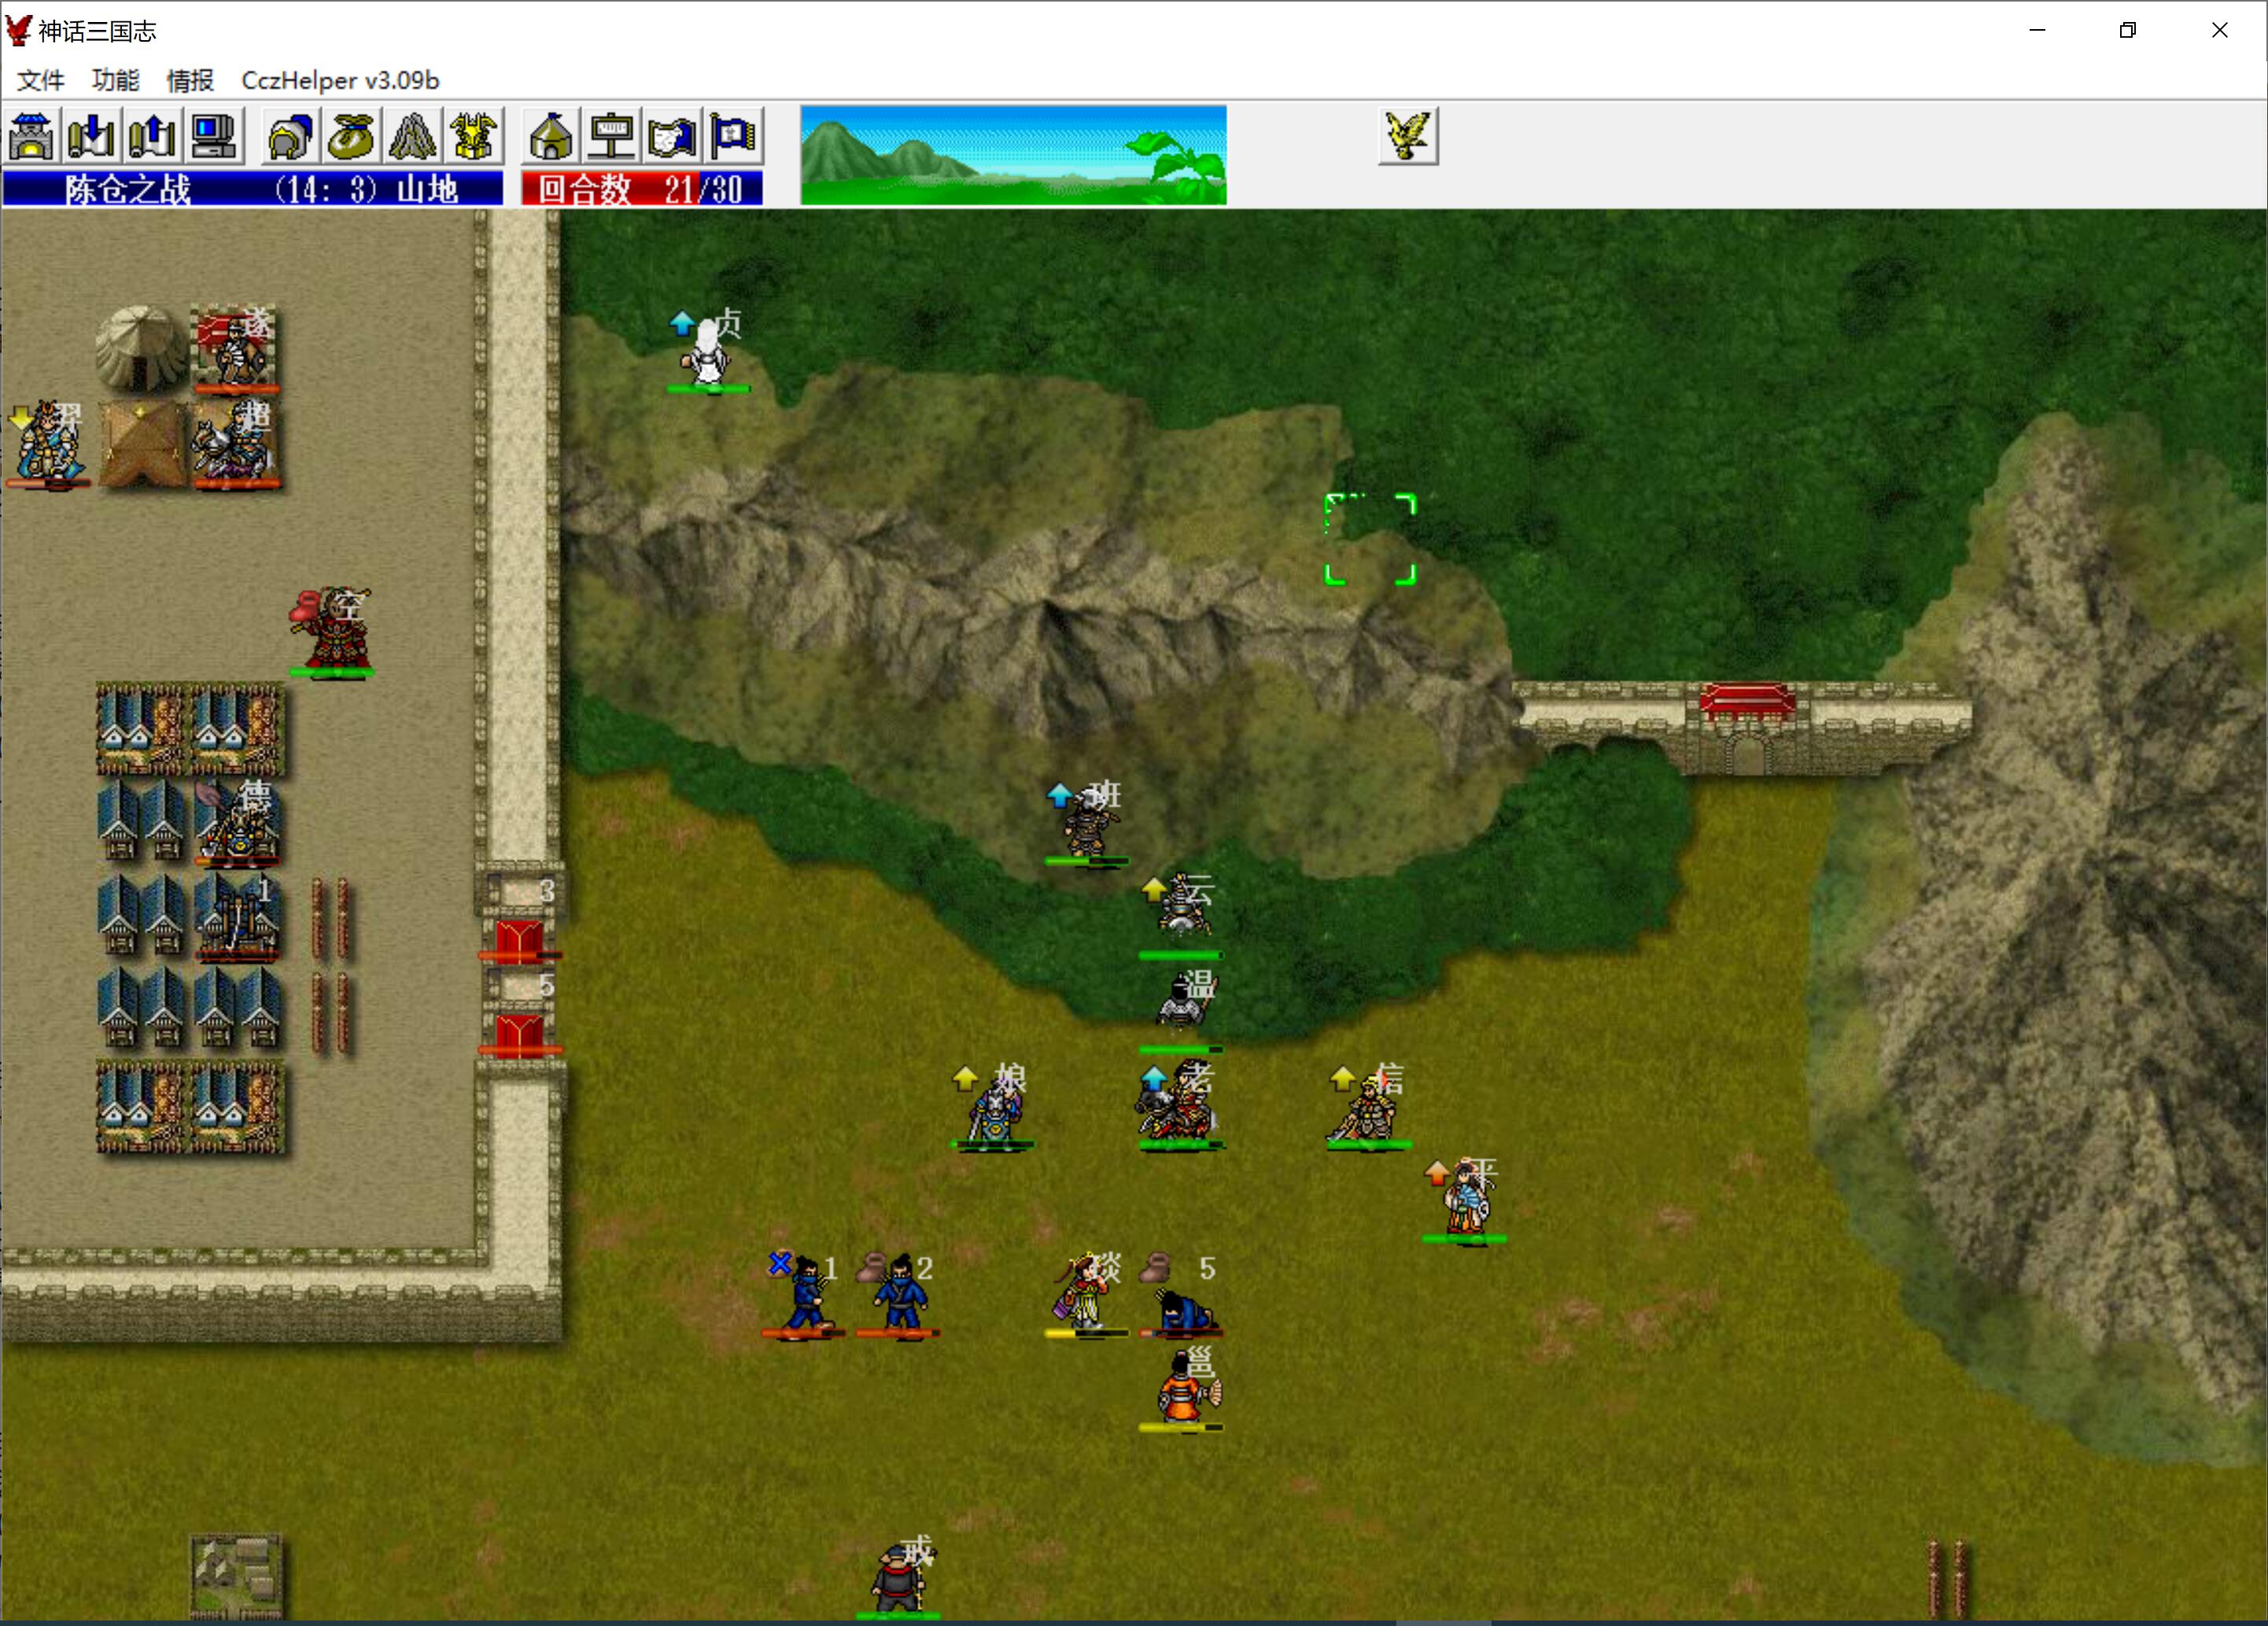 神话三国志
文件 功能 情报 CczHelper v3.09b
陈仓之战 (14: 3) 山地 回合数 21/30
贞
遂
羿 超
空
班
德
1 3 云
5 温
娘 老 信
平
1 2 琰 5
邕
戒